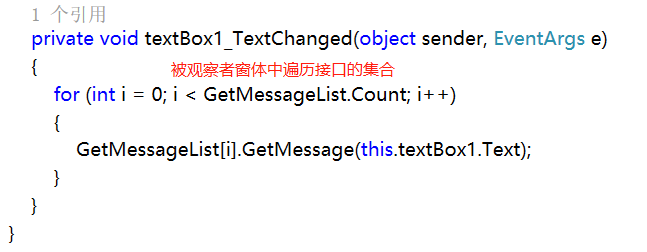 1 个引用
private void textBox1_TextChanged(object sender, EventArgs e)
{
被观察者窗体中遍历接口的集合
for (int i = 0; i < GetMessageList.Count; i++)
{
GetMessageList[i].GetMessage(this.textBox1.Text);
}
}
}